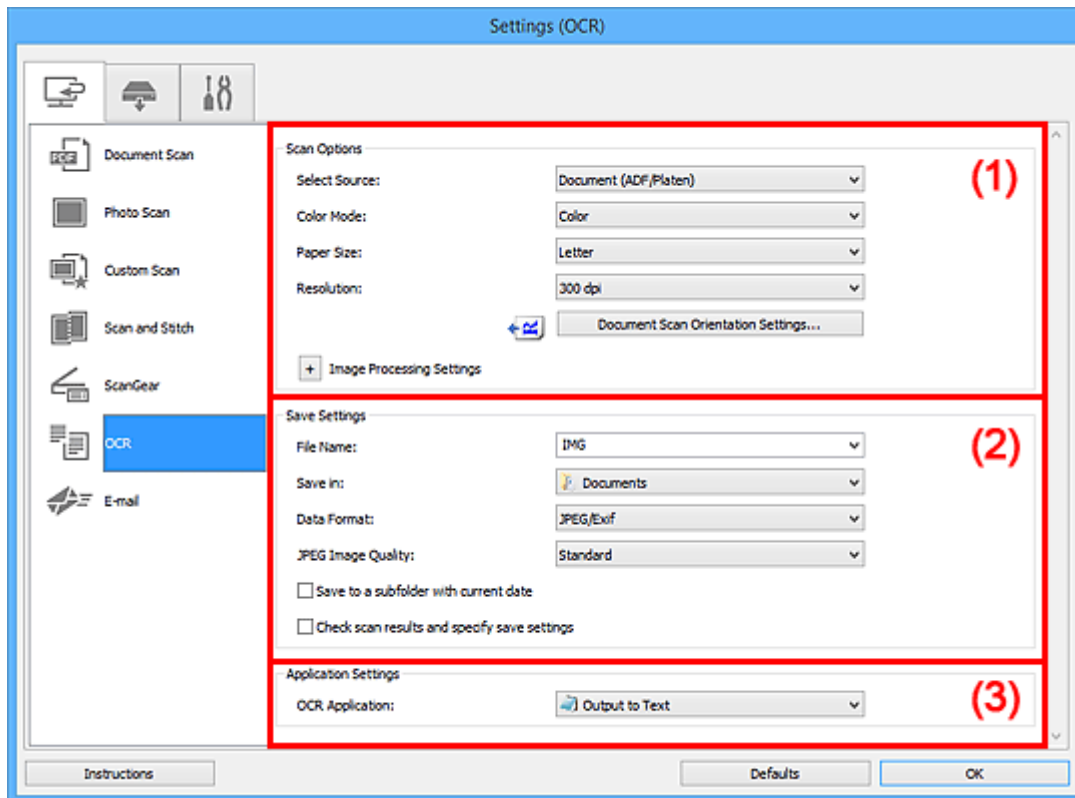 Settings (OCR)
Document Scan
Photo Scan
Custom Scan
Scan and Stitch
ScanGear
OCR
E-mail
Scan Options
(1)
Select Source: Document (ADF/Platen)
Color Mode: Color
Paper Size: Letter
Resolution: 300 dpi
R Document Scan Orientation Settings...
+ Image Processing Settings
Save Settings
(2)
File Name: IMG
Save in: Documents
Data Format: JPEG/Exif
JPEG Image Quality: Standard
Save to a subfolder with current date
Check scan results and specify save settings
Application Settings
(3)
OCR Application: Output to Text
Instructions Defaults OK